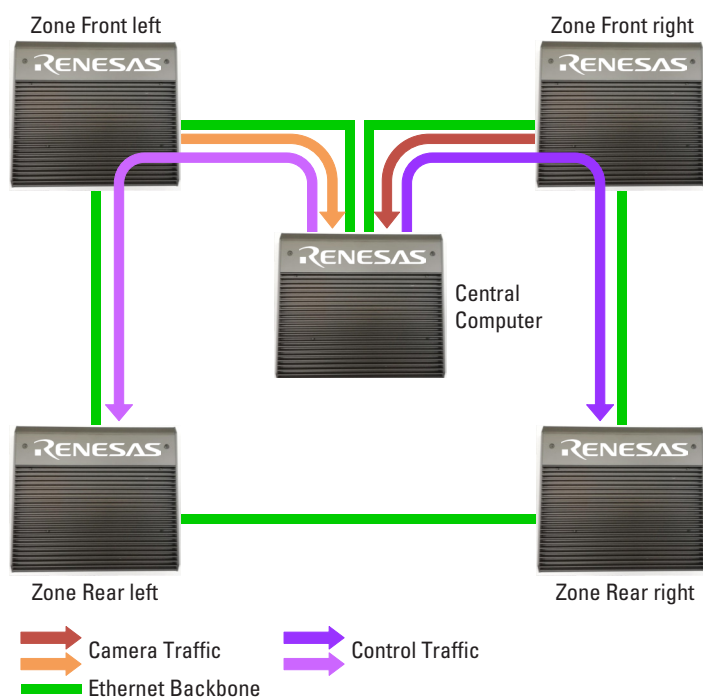 Zone Front left
Zone Front right
RENESAS
RENESAS
RENESAS
Central
Computer
RENESAS
RENESAS
Zone Rear left
Zone Rear right
Camera Traffic
Control Traffic
Ethernet Backbone